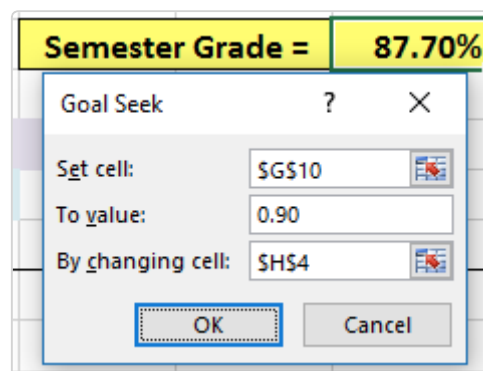 Semester Grade = 87.70%
Goal Seek ? ×
Set cell: $G$10
To value: 0.90
By changing cell: $H$4
OK Cancel